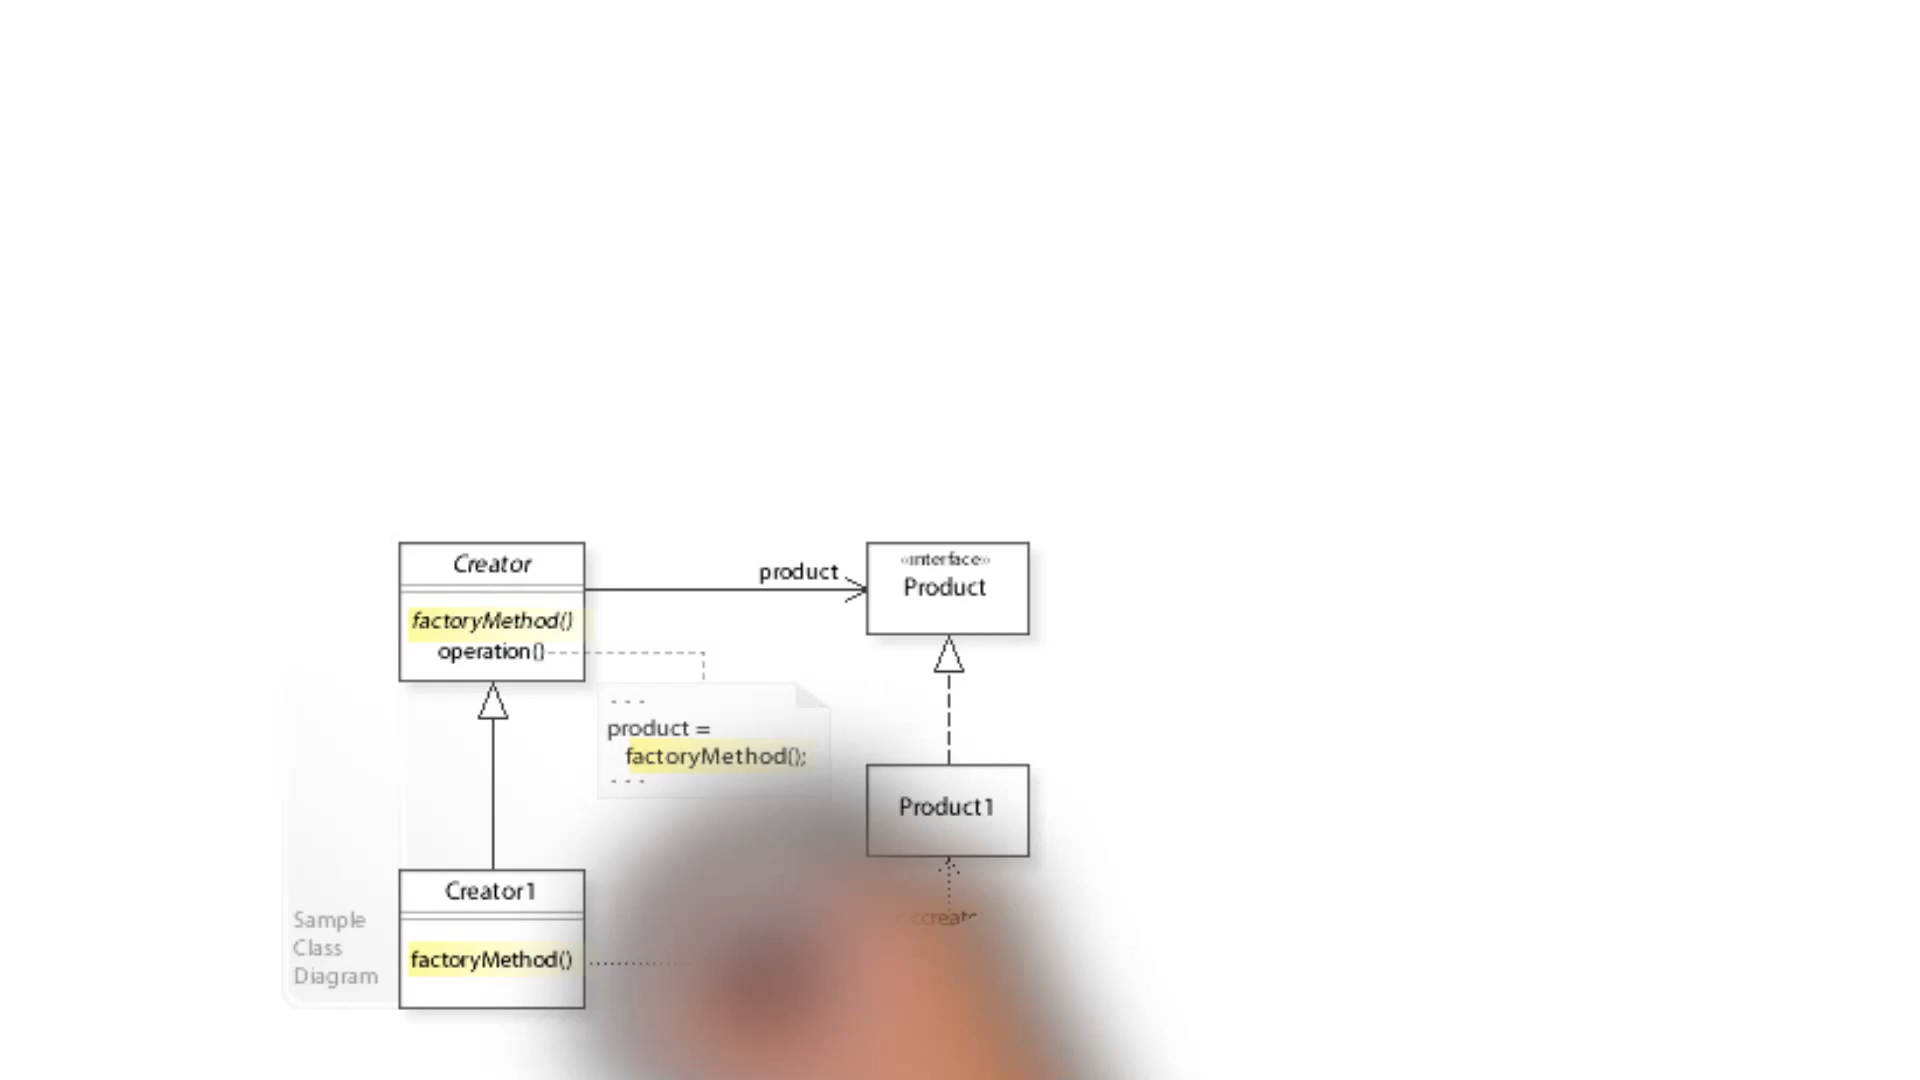 Creator
factoryMethod()
operation()
product
«interface»
Product
- - -
product =
factoryMethod();
- - -
Product1
Creator1
factoryMethod()
Sample
Class
Diagram